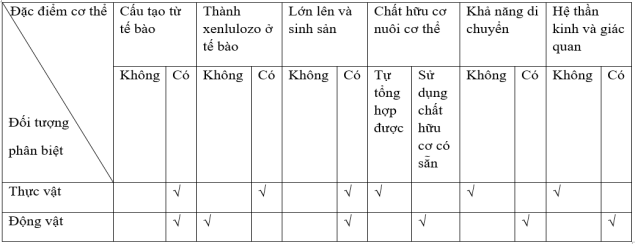 Đặc điểm cơ thể
Cấu tạo từ
tế bào
Thành
xenlulozo ở
tế bào
Lớn lên và
sinh sản
Chất hữu cơ
nuôi cơ thể
Khả năng di
chuyển
Hệ thần
kinh và giác
quan
Đối tượng
phân biệt
Không
Có
Không
Có
Không
Có
Tự
tổng
hợp
được
Sử
dụng
chất
hữu
cơ có
sẵn
Không
Có
Không
Có
Thực vật √ √ √ √ √ √
Động vật √ √ √ √ √ √